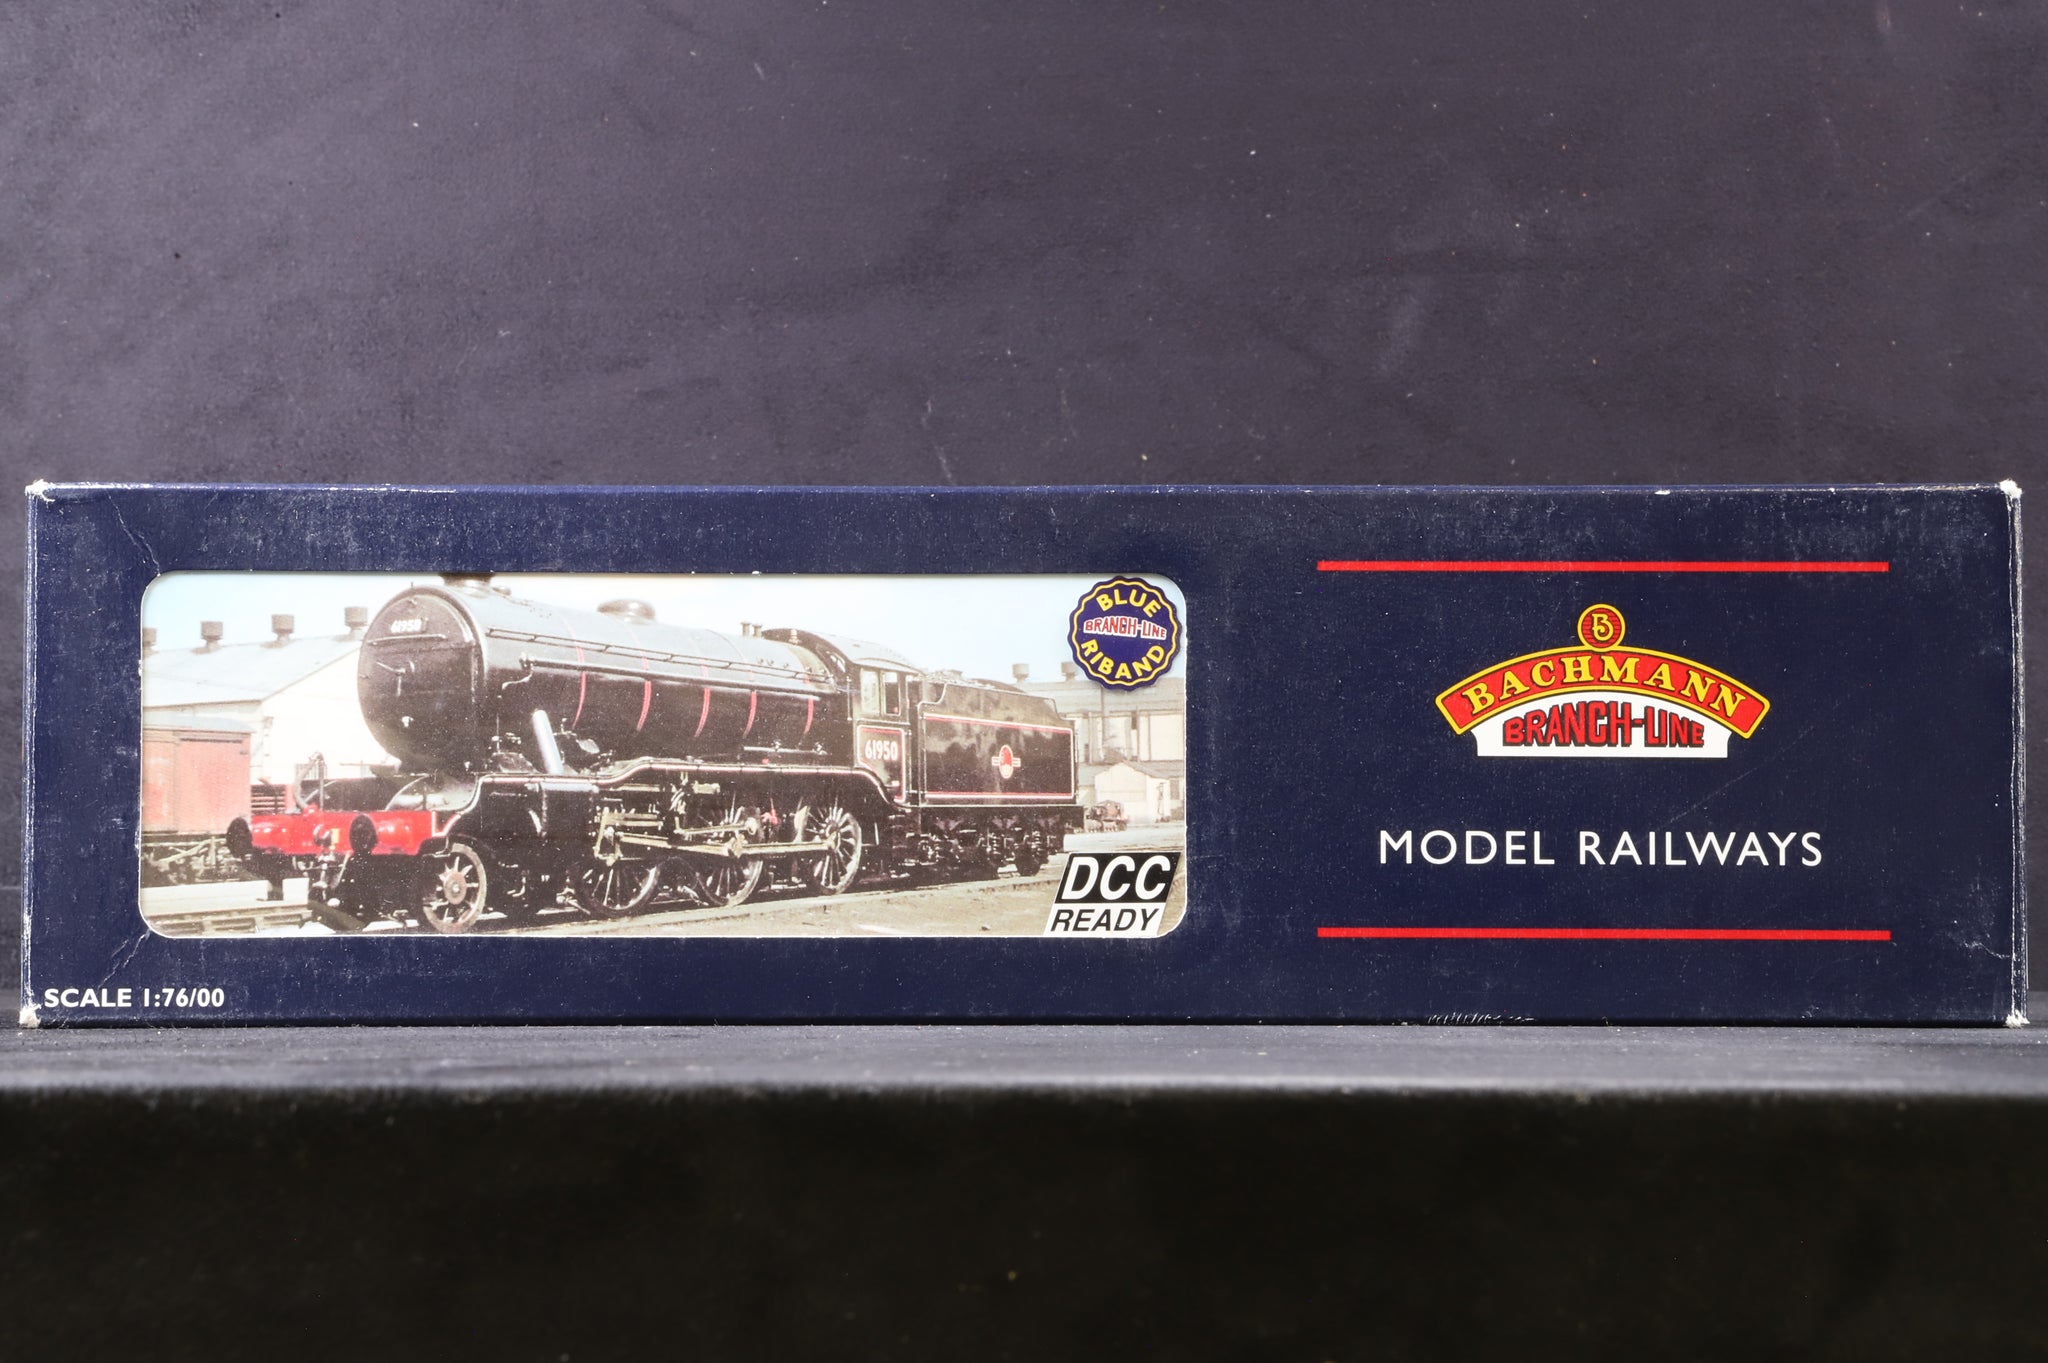 61950
61950
BLUE
BRANCH-LINE
RIBAND
DCC
READY
SCALE 1:76/00
B
BACHMANN
BRANCH-LINE
MODEL RAILWAYS